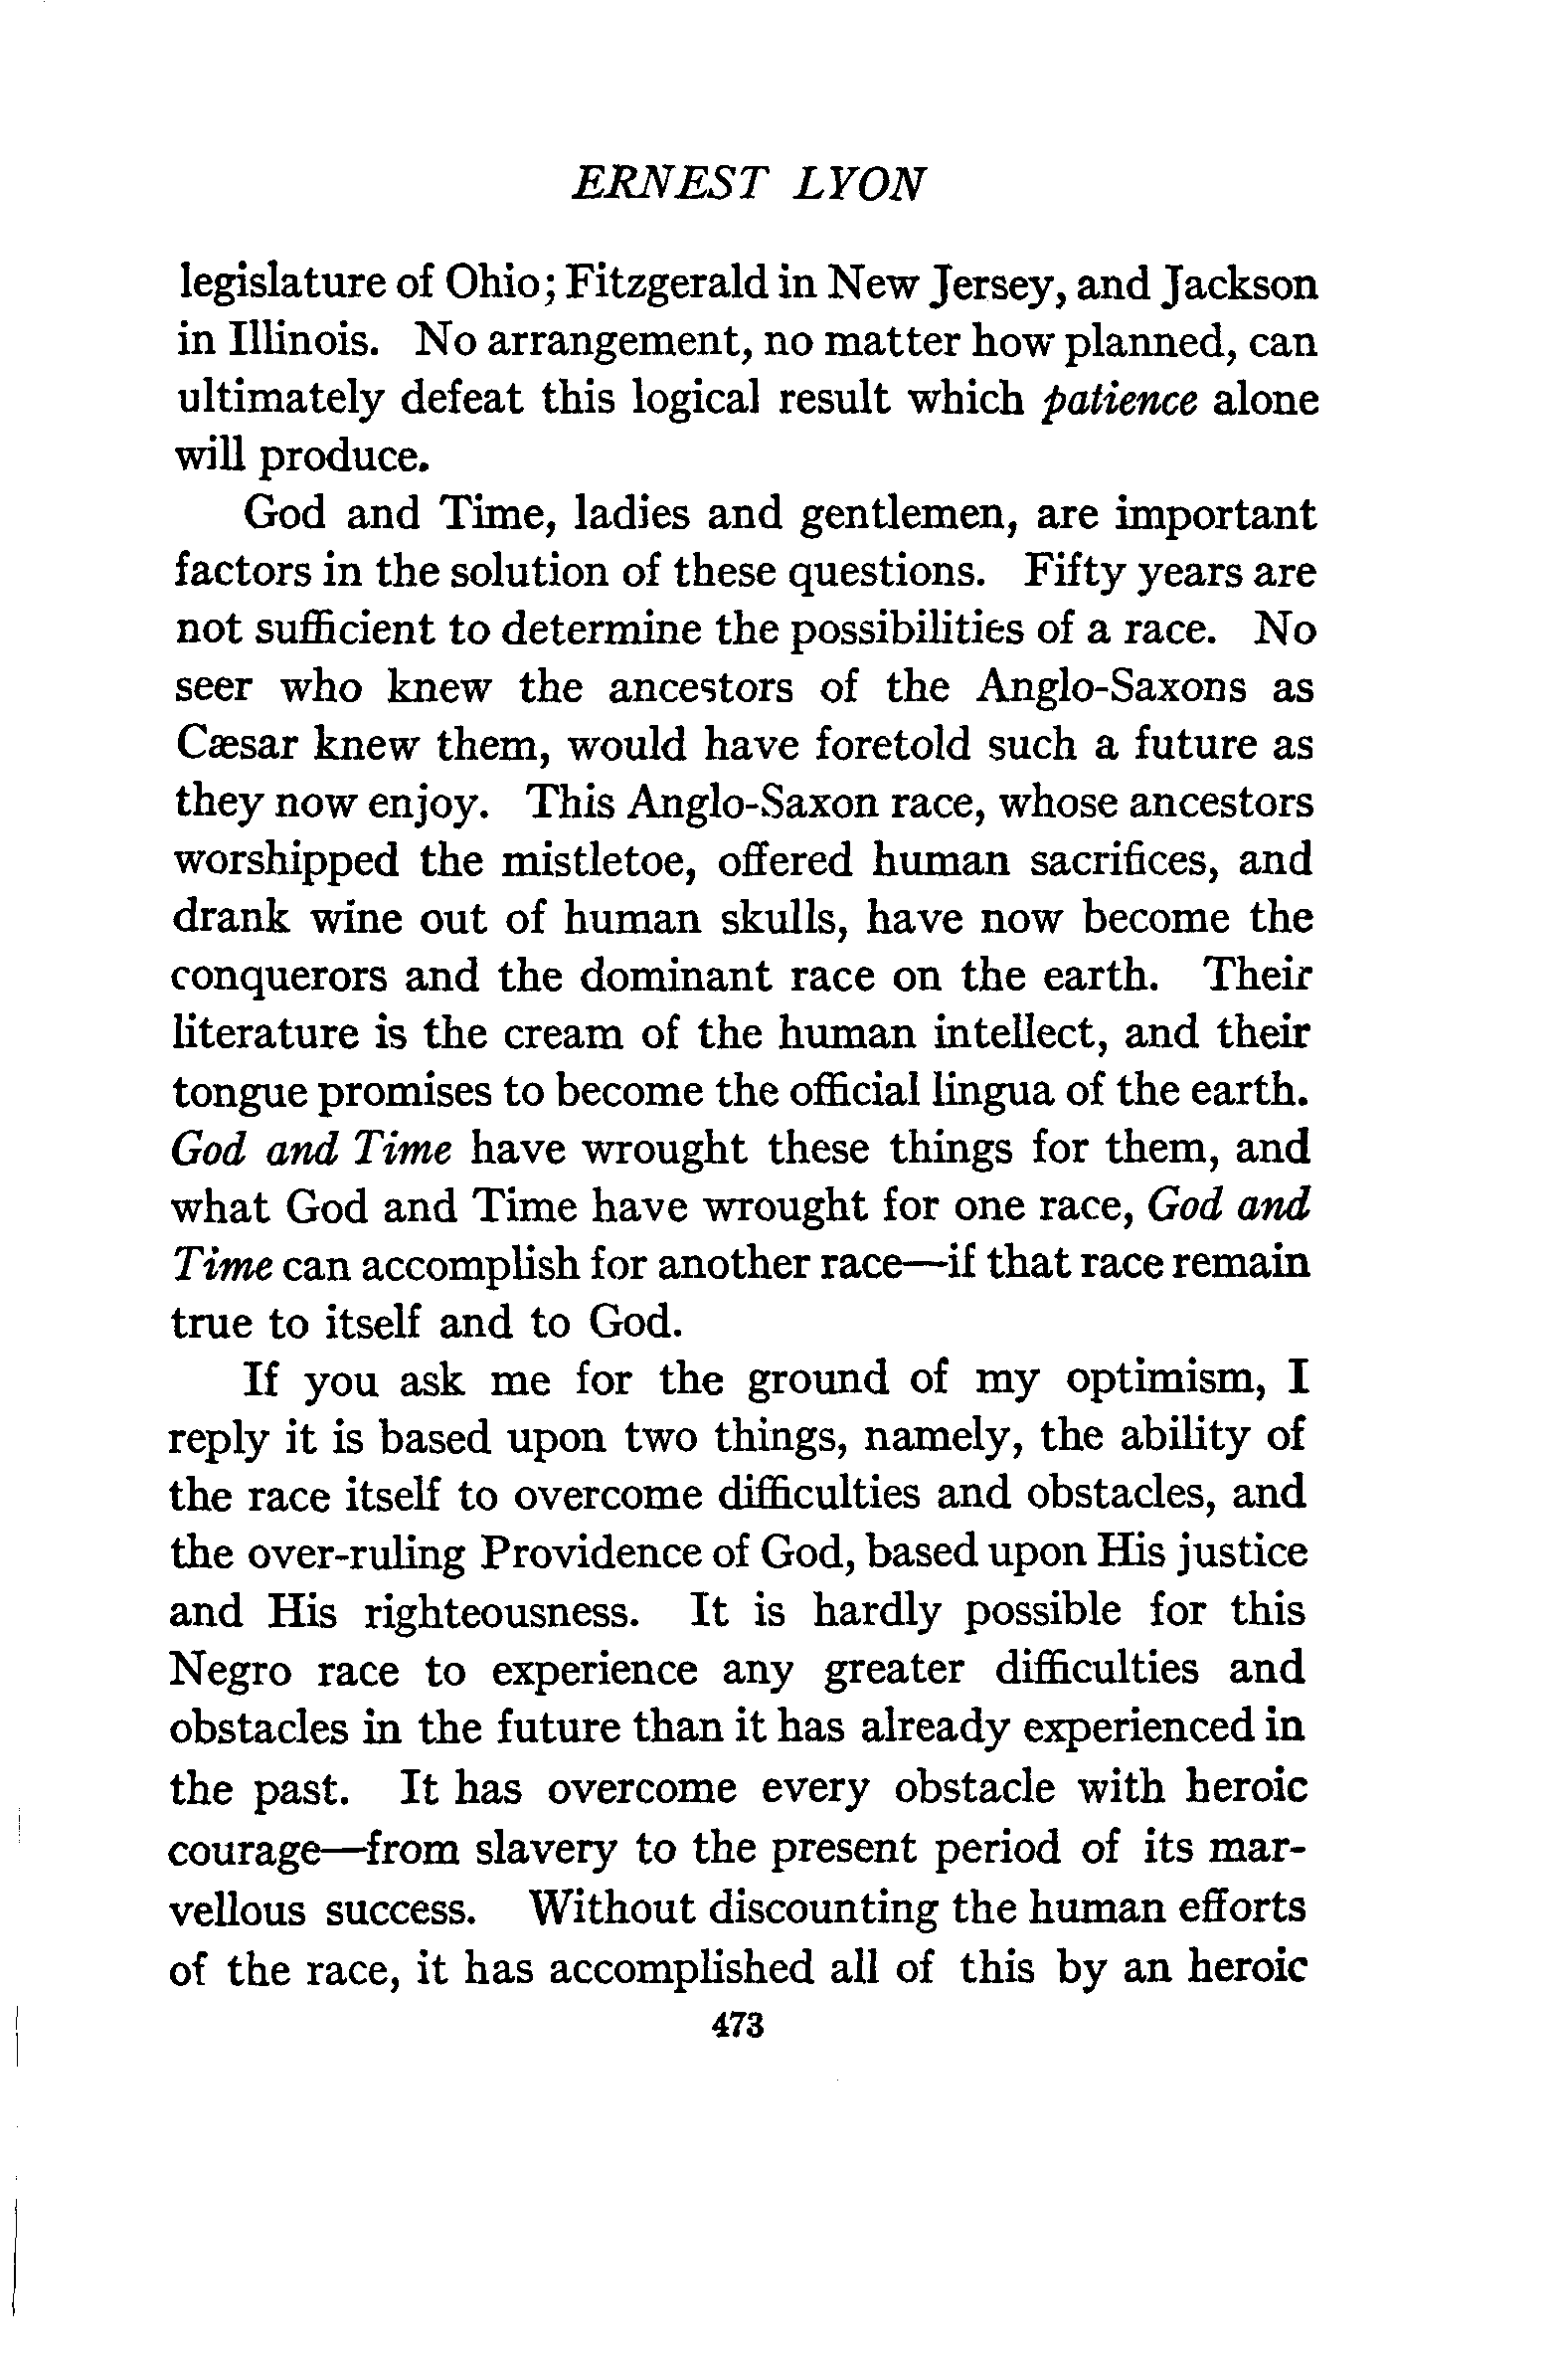 ERNEST LYON
legislature of Ohio; Fitzgerald in New Jersey, and Jackson
in Illinois. No arrangement, no matter how planned, can
ultimately defeat this logical result which patience alone
will produce.
God and Time, ladies and gentlemen, are important
factors in the solution of these questions. Fifty years are
not sufficient to determine the possibilities of a race. No
seer who knew the ancestors of the Anglo-Saxons as
Cæsar knew them, would have foretold such a future as
they now enjoy. This Anglo-Saxon race, whose ancestors
worshipped the mistletoe, offered human sacrifices, and
drank wine out of human skulls, have now become the
conquerors and the dominant race on the earth. Their
literature is the cream of the human intellect, and their
tongue promises to become the official lingua of the earth.
God and Time have wrought these things for them, and
what God and Time have wrought for one race, God and
Time can accomplish for another race—if that race remain
true to itself and to God.
If you ask me for the ground of my optimism, I
reply it is based upon two things, namely, the ability of
the race itself to overcome difficulties and obstacles, and
the over-ruling Providence of God, based upon His justice
and His righteousness. It is hardly possible for this
Negro race to experience any greater difficulties and
obstacles in the future than it has already experienced in
the past. It has overcome every obstacle with heroic
courage—from slavery to the present period of its mar-
vellous success. Without discounting the human efforts
of the race, it has accomplished all of this by an heroic
473